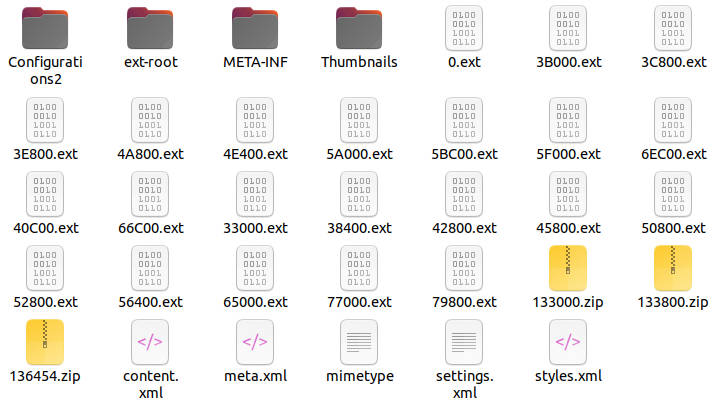 Configurati
ons2
ext-root
META-INF
Thumbnails
0.ext
3B000.ext
3C800.ext
3E800.ext
4A800.ext
4E400.ext
5A000.ext
5BC00.ext
5F000.ext
6EC00.ext
40C00.ext
66C00.ext
33000.ext
38400.ext
42800.ext
45800.ext
50800.ext
52800.ext
56400.ext
65000.ext
77000.ext
79800.ext
133000.zip
133800.zip
136454.zip
content.
xml
meta.xml
mimetype
settings.
xml
styles.xml